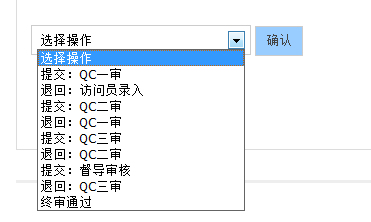 选择操作 确认
选择操作
提交：QC一审
退回：访问员录入
提交：QC二审
退回：QC一审
提交：QC三审
退回：QC二审
提交：督导审核
退回：QC三审
终审通过